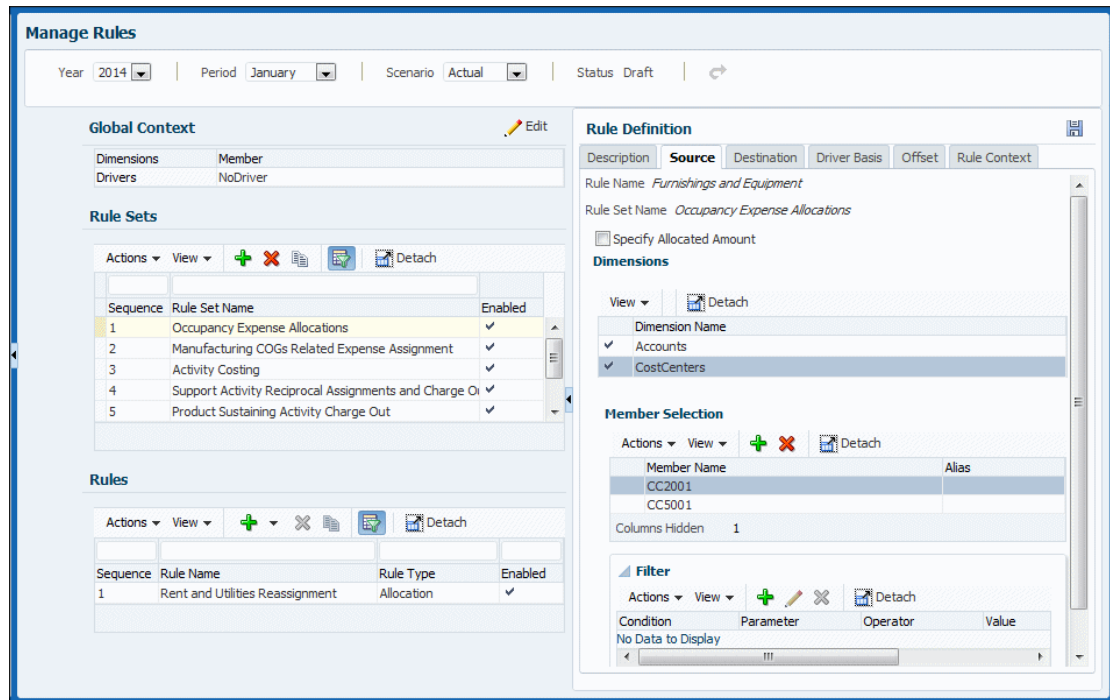 Manage Rules
Year 2014 Period January Scenario Actual Status Draft
Global Context Edit
Dimensions Member
Drivers NoDriver
Rule Sets
Actions View Detach
Sequence Rule Set Name Enabled
1 Occupancy Expense Allocations
2 Manufacturing COGs Related Expense Assignment
3 Activity Costing
4 Support Activity Reciprocal Assignments and Charge
5 Product Sustaining Activity Charge Out
Rules
Actions View Detach
Sequence Rule Name Rule Type Enabled
1 Rent and Utilities Reassignment Allocation
Rule Definition
Description Source Destination Driver Basis Offset Rule Context
Rule Name Furnishings and Equipment
Rule Set Name Occupancy Expense Allocations
Specify Allocated Amount
Dimensions
View Detach
Dimension Name
Accounts
CostCenters
Member Selection
Actions View Detach
Member Name Alias
CC2001
CC5001
Columns Hidden 1
Filter
Actions View Detach
Condition Parameter Operator Value
No Data to Display